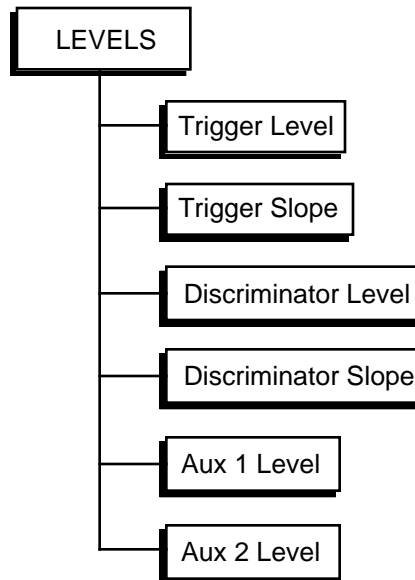 LEVELS
Trigger Level
Trigger Slope
Discriminator Level
Discriminator Slope
Aux 1 Level
Aux 2 Level